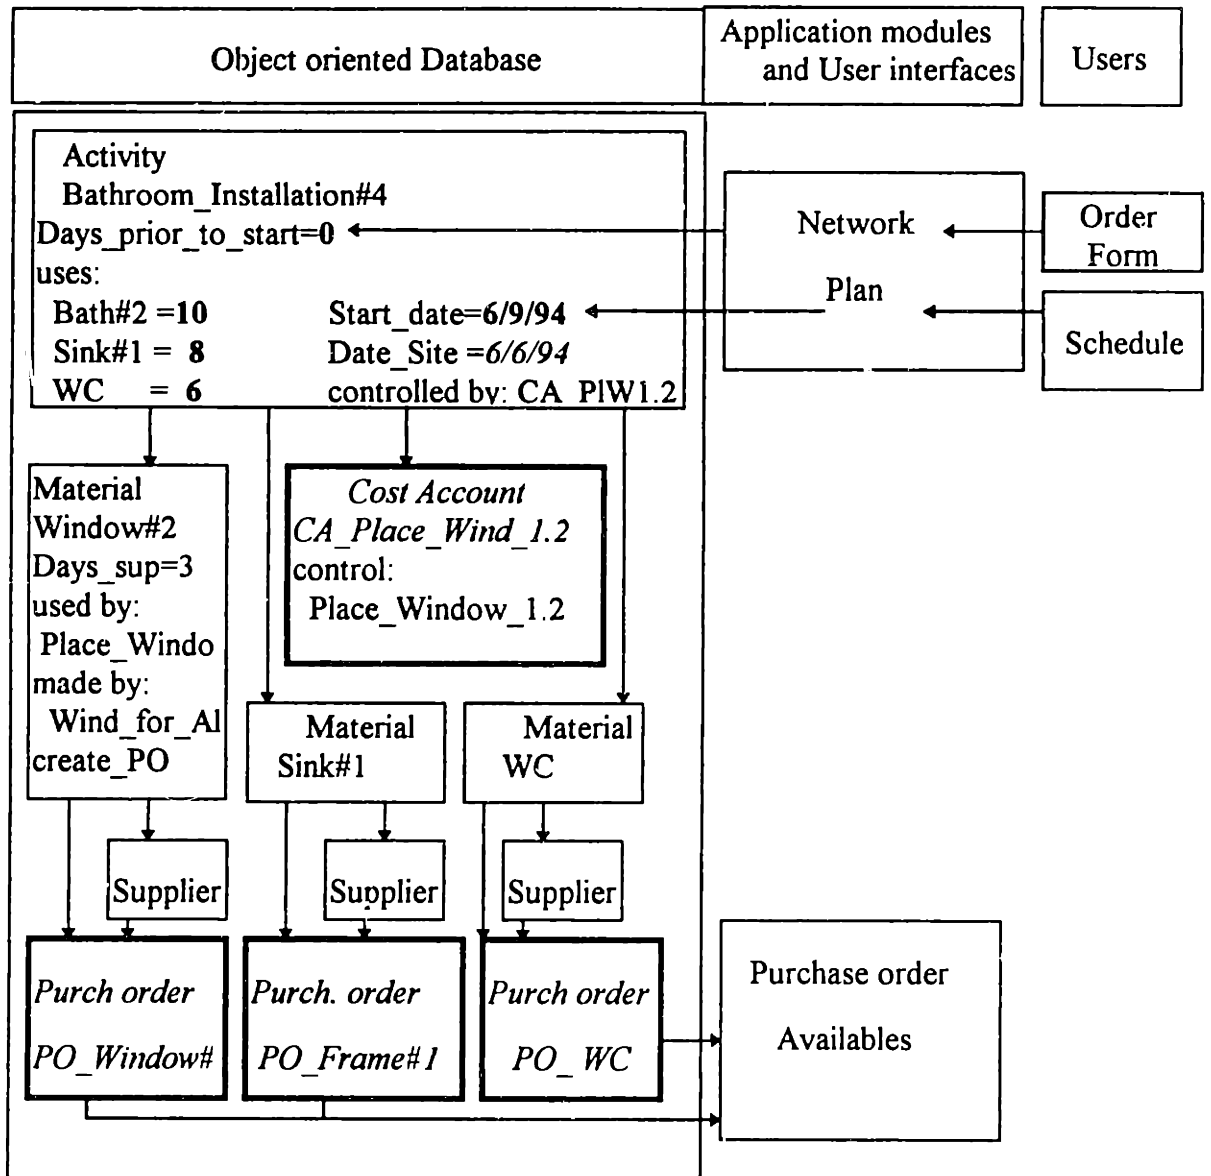 Object oriented Database
Application modules
and User interfaces
Users
Activity
Bathroom_Installation#4
Days_prior_to_start=0
uses:
Bath#2 =10
Start_date=6/9/94
Sink#1 = 8
Date_Site =6/6/94
WC = 6
controlled by: CA_PlW1.2
Network
Plan
Order
Form
Schedule
Material
Window#2
Days_sup=3
used by:
Place_Windo
made by:
Wind_for_Al
create_PO
Cost Account
CA_Place_Wind_1.2
control:
Place_Window_1.2
Material
Sink#1
Material
WC
Supplier
Supplier
Supplier
Purch order
PO_Window#
Purch. order
PO_Frame#1
Purch order
PO_ WC
Purchase order
Availables